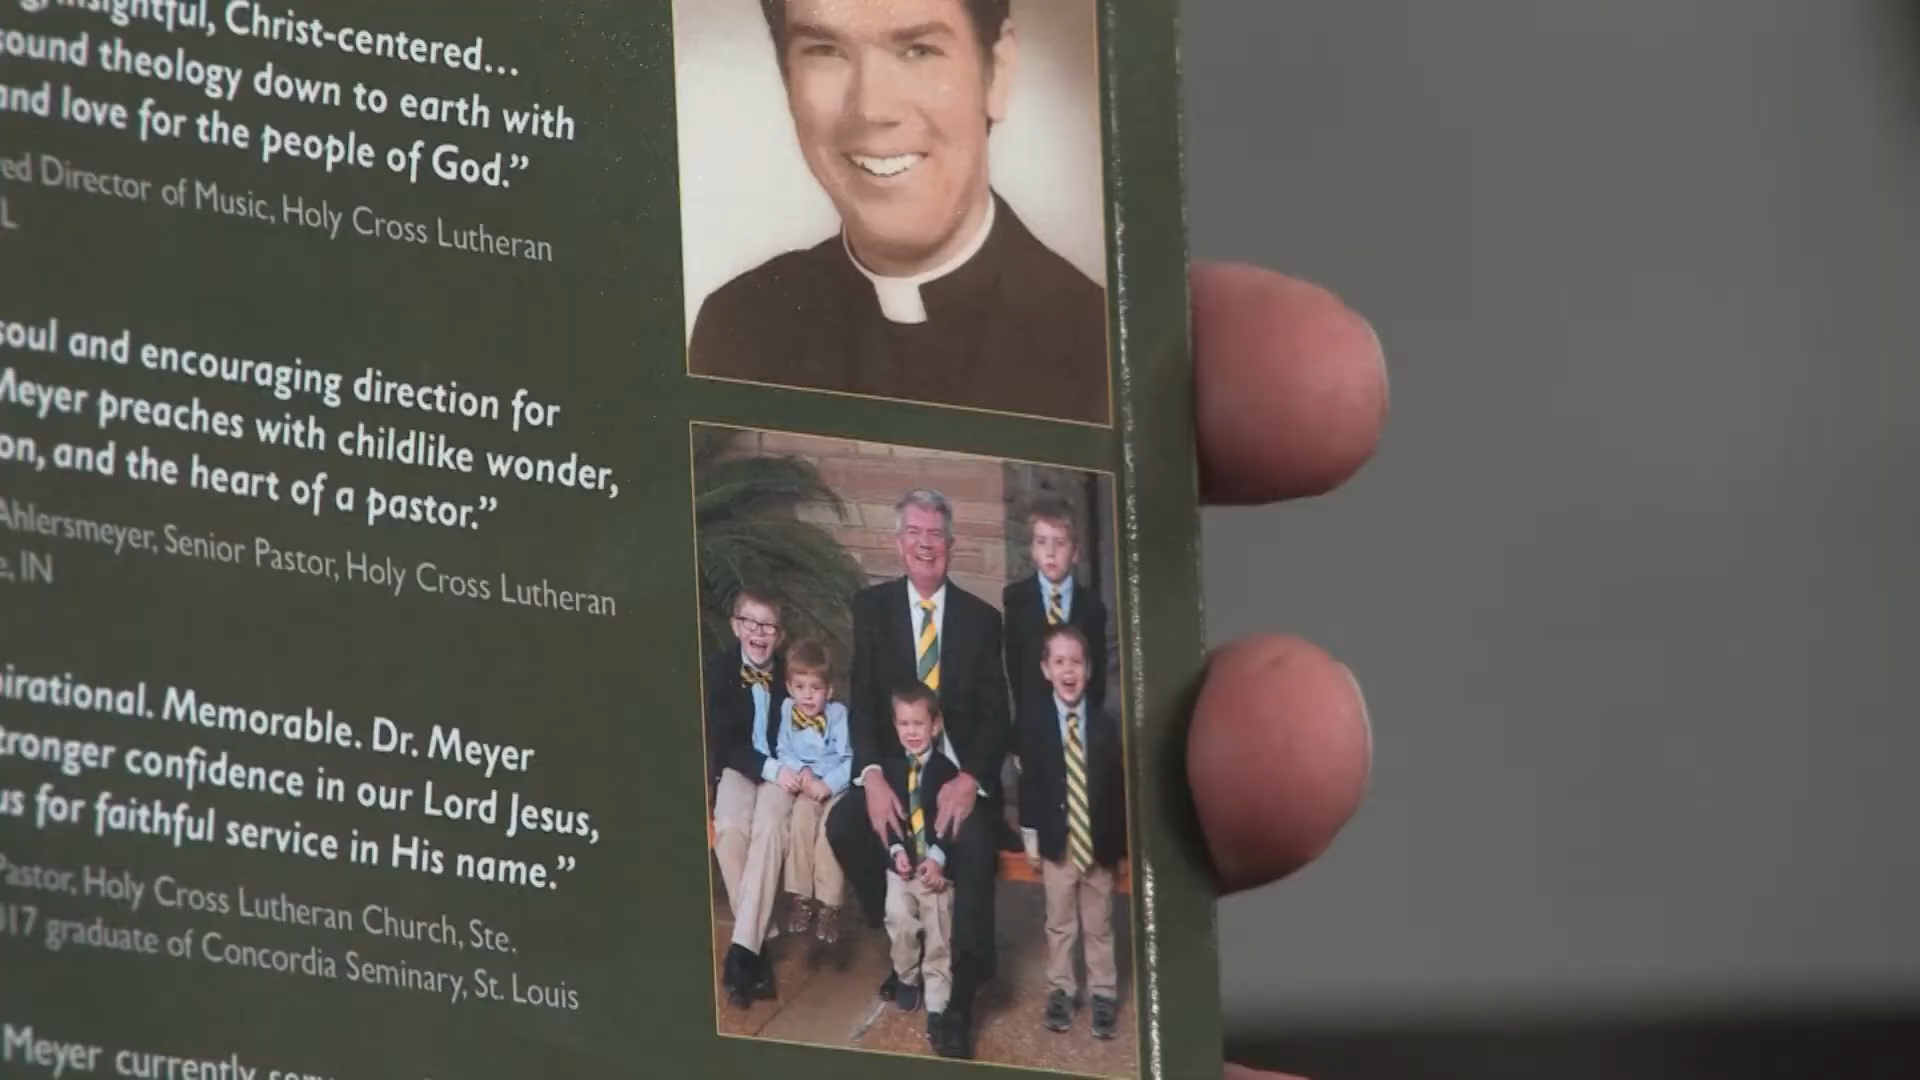 insightful, Christ-centered...
sound theology down to earth with
and love for the people of God.”
ed Director of Music, Holy Cross Lutheran
L
soul and encouraging direction for
Meyer preaches with childlike wonder,
on, and the heart of a pastor.”
Ahlersmeyer, Senior Pastor, Holy Cross Lutheran
e, IN
pirational. Memorable. Dr. Meyer
tronger confidence in our Lord Jesus,
us for faithful service in His name.”
Pastor, Holy Cross Lutheran Church, Ste.
17 graduate of Concordia Seminary, St. Louis
Meyer currently